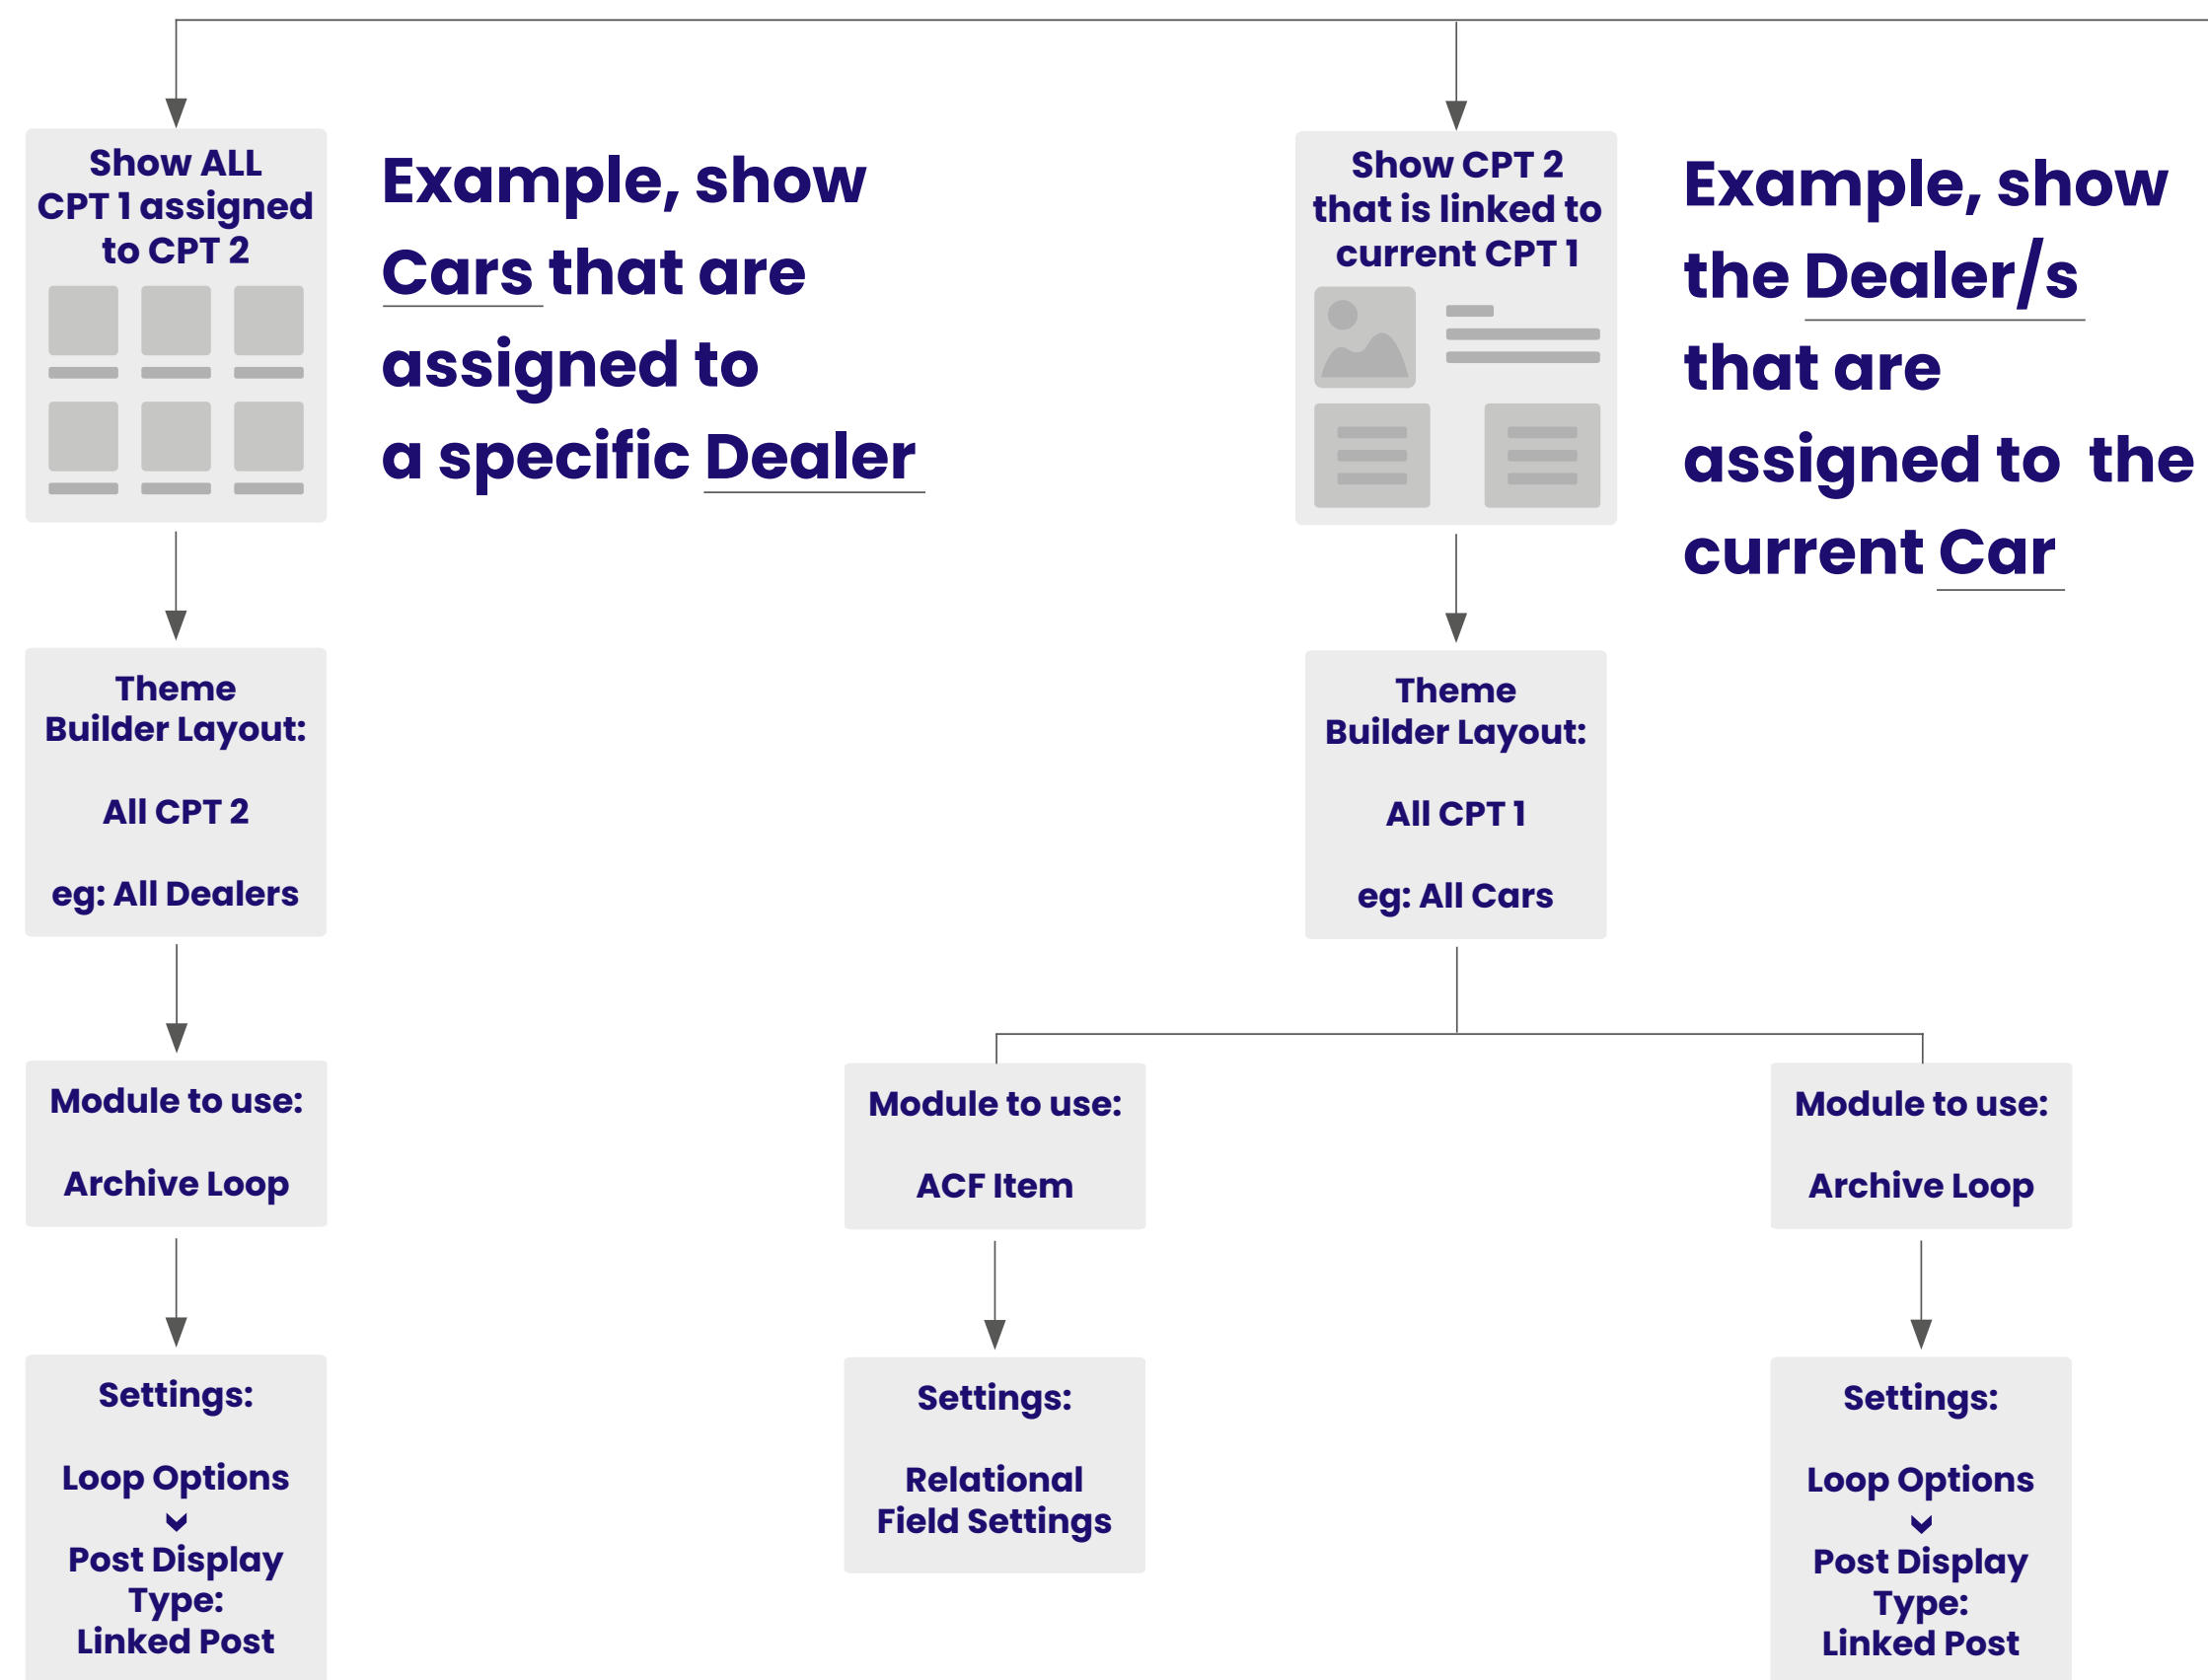 Show ALL
CPT 1 assigned
to CPT 2
Example, show
Cars that are
assigned to
a specific Dealer
Theme
Builder Layout:
All CPT 2
eg: All Dealers
Module to use:
Archive Loop
Settings:
Loop Options
Post Display
Type:
Linked Post
Show CPT 2
that is linked to
current CPT 1
Example, show
the Dealer/s
that are
assigned to the
current Car
Theme
Builder Layout:
All CPT 1
eg: All Cars
Module to use:
ACF Item
Settings:
Relational
Field Settings
Module to use:
Archive Loop
Settings:
Loop Options
Post Display
Type:
Linked Post